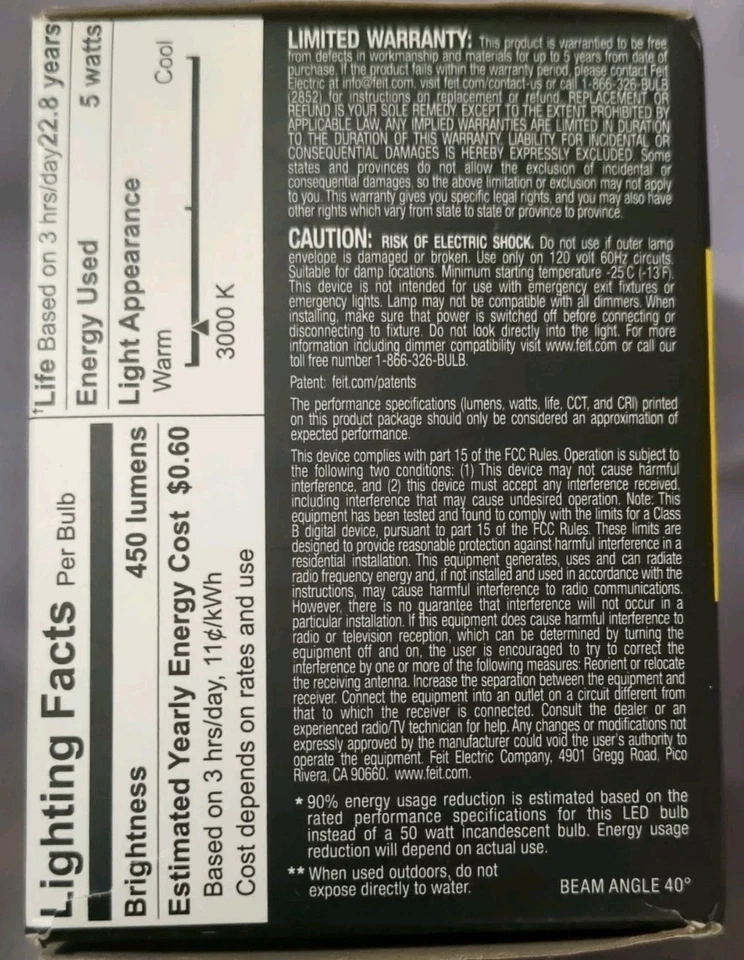 Lighting Facts Per Bulb
Brightness 450 lumens
Estimated Yearly Energy Cost $0.60
Based on 3 hrs/day, 11¢/kWh
Cost depends on rates and use
†Life Based on 3 hrs/day 22.8 years
Energy Used 5 watts
Light Appearance
Warm Cool
3000 K
LIMITED WARRANTY: This product is warrantied to be free
from defects in workmanship and materials for up to 5 years from date of
purchase. If the product fails within the warranty period, please contact Feit
Electric at info@feit.com, visit feit.com/contact-us or call 1-866-326-BULB
(2852) for instructions on replacement or refund. REPLACEMENT OR
REFUND IS YOUR SOLE REMEDY. EXCEPT TO THE EXTENT PROHIBITED BY
APPLICABLE LAW, ANY IMPLIED WARRANTIES ARE LIMITED IN DURATION
TO THE DURATION OF THIS WARRANTY. LIABILITY FOR INCIDENTAL OR
CONSEQUENTIAL DAMAGES IS HEREBY EXPRESSLY EXCLUDED. Some
states and provinces do not allow the exclusion of incidental or
consequential damages, so the above limitation or exclusion may not apply
to you. This warranty gives you specific legal rights, and you may also have
other rights which vary from state to state or province to province.
CAUTION: RISK OF ELECTRIC SHOCK. Do not use if outer lamp
envelope is damaged or broken. Use only on 120 volt 60Hz circuits.
Suitable for damp locations. Minimum starting temperature -25°C (-13°F).
This device is not intended for use with emergency exit fixtures or
emergency lights. Lamp may not be compatible with all dimmers. When
installing, make sure that power is switched off before connecting or
disconnecting to fixture. Do not look directly into the light. For more
information including dimmer compatibility visit www.feit.com or call our
toll free number 1-866-326-BULB.
Patent: feit.com/patents
The performance specifications (lumens, watts, life, CCT, and CRI) printed
on this product package should only be considered an approximation of
expected performance.
This device complies with part 15 of the FCC Rules. Operation is subject to
the following two conditions: (1) This device may not cause harmful
interference, and (2) this device must accept any interference received,
including interference that may cause undesired operation. Note: This
equipment has been tested and found to comply with the limits for a Class
B digital device, pursuant to part 15 of the FCC Rules. These limits are
designed to provide reasonable protection against harmful interference in a
residential installation. This equipment generates, uses and can radiate
radio frequency energy and, if not installed and used in accordance with the
instructions, may cause harmful interference to radio communications.
However, there is no guarantee that interference will not occur in a
particular installation. If this equipment does cause harmful interference to
radio or television reception, which can be determined by turning the
equipment off and on, the user is encouraged to try to correct the
interference by one or more of the following measures: Reorient or relocate
the receiving antenna. Increase the separation between the equipment and
receiver. Connect the equipment into an outlet on a circuit different from
that to which the receiver is connected. Consult the dealer or an
experienced radio/TV technician for help. Any changes or modifications not
expressly approved by the manufacturer could void the user's authority to
operate the equipment. Feit Electric Company, 4901 Gregg Road, Pico
Rivera, CA 90660. www.feit.com.
* 90% energy usage reduction is estimated based on the
rated performance specifications for this LED bulb
instead of a 50 watt incandescent bulb. Energy usage
reduction will depend on actual use.
** When used outdoors, do not
expose directly to water.
BEAM ANGLE 40°